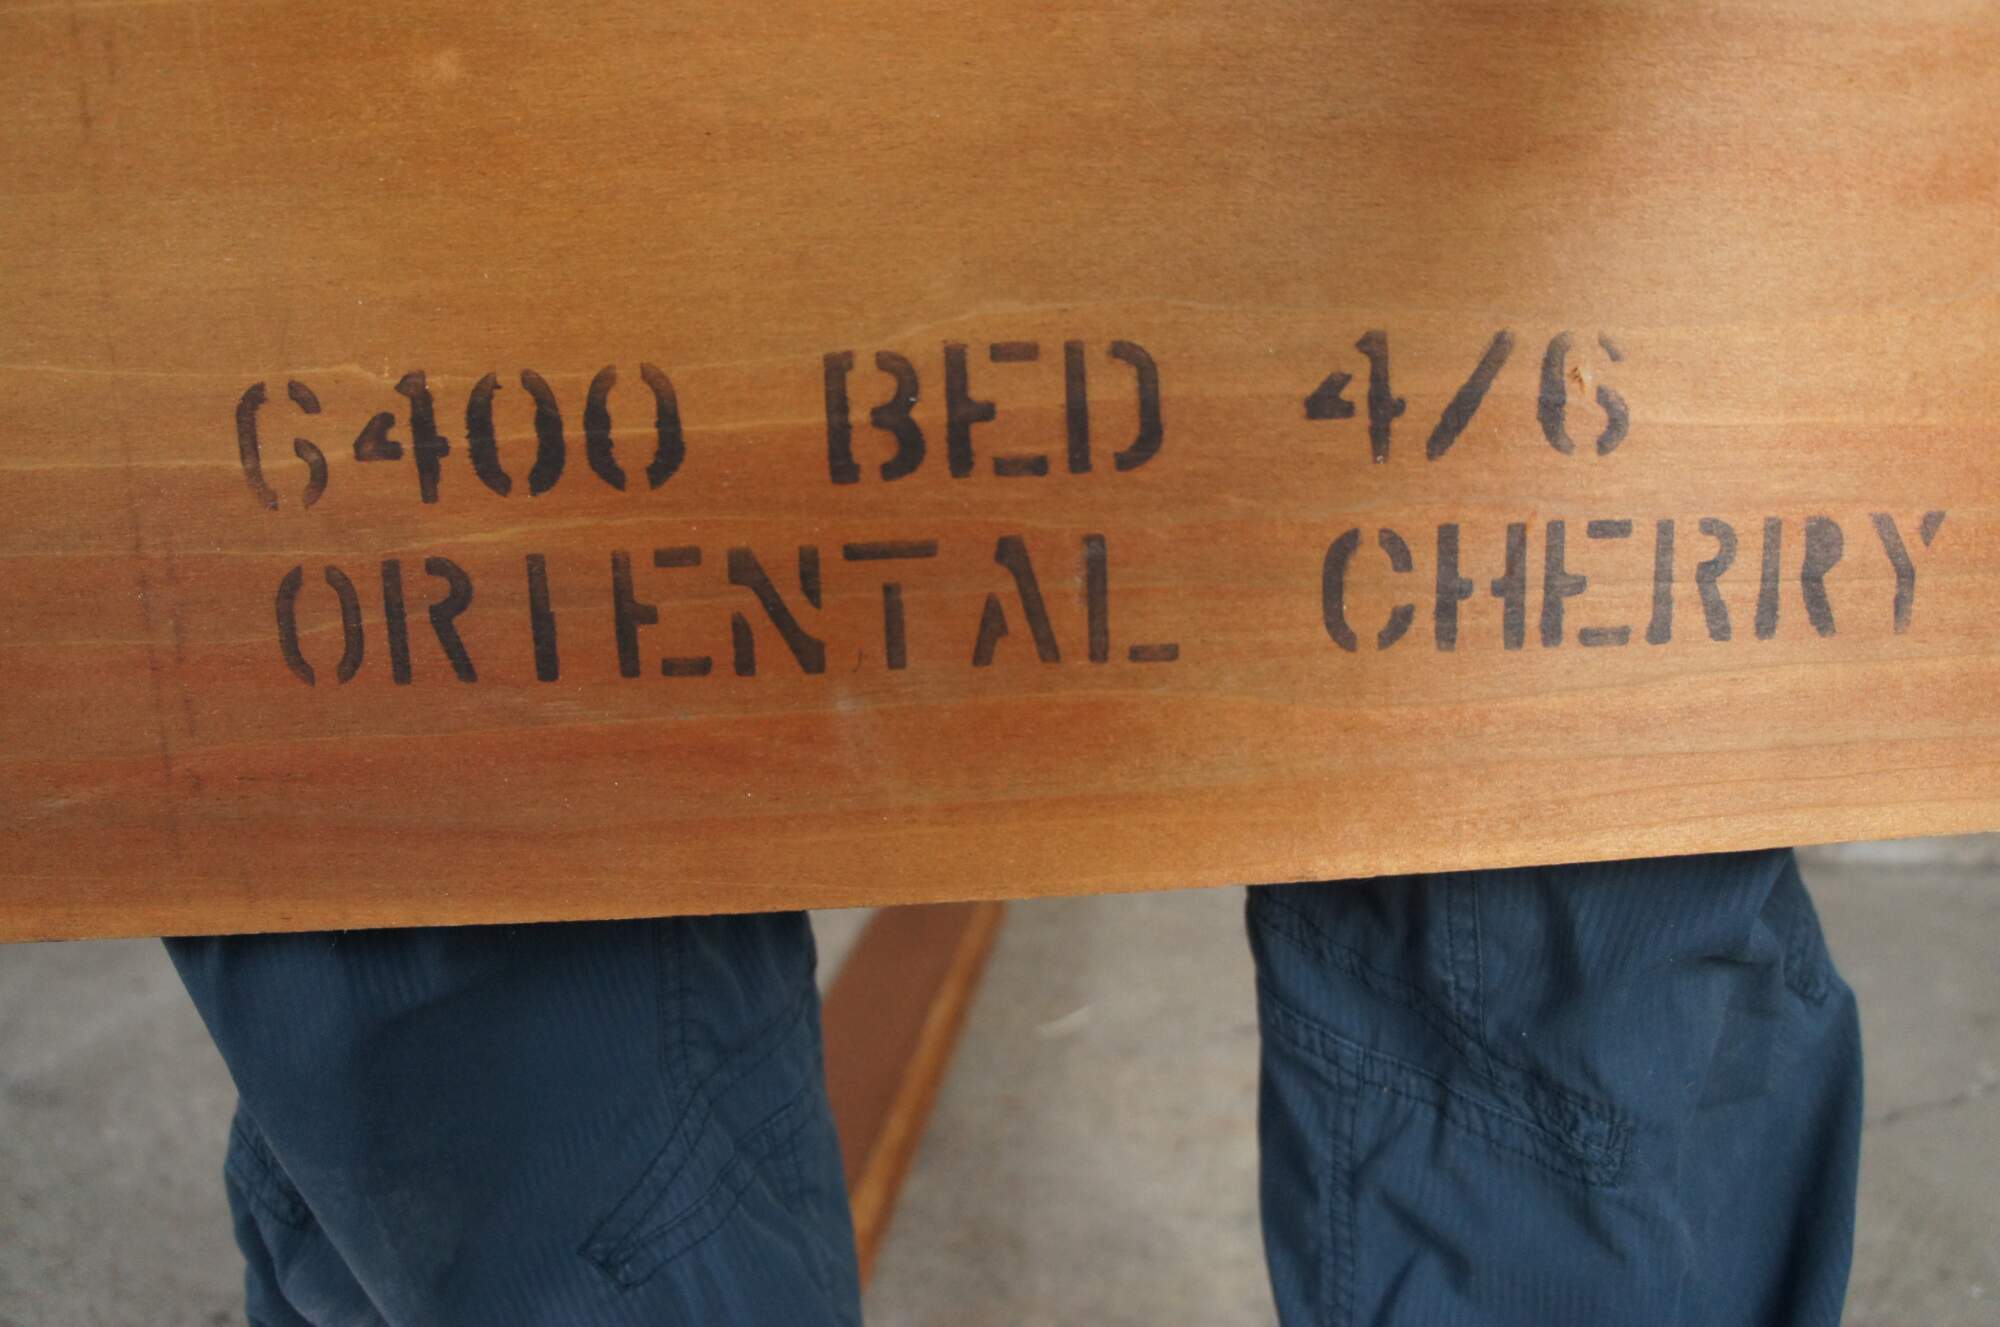 6400 BED 4/6
ORIENTAL CHERRY